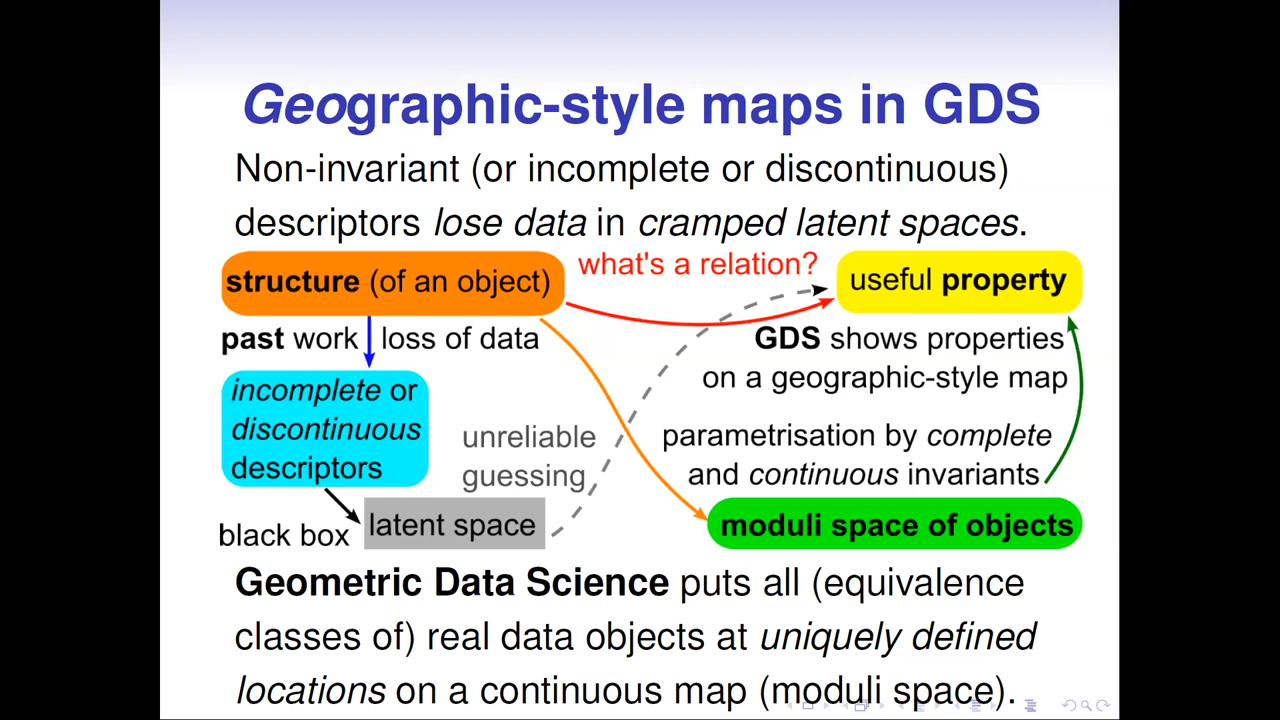 Geographic-style maps in GDS
Non-invariant (or incomplete or discontinuous)
descriptors lose data in cramped latent spaces.
structure (of an object)
what's a relation?
useful property
past work
loss of data
GDS shows properties
on a geographic-style map
incomplete or
discontinuous
descriptors
unreliable
guessing
parametrisation by complete
and continuous invariants
black box
latent space
moduli space of objects
Geometric Data Science puts all (equivalence
classes of) real data objects at uniquely defined
locations on a continuous map (moduli space).